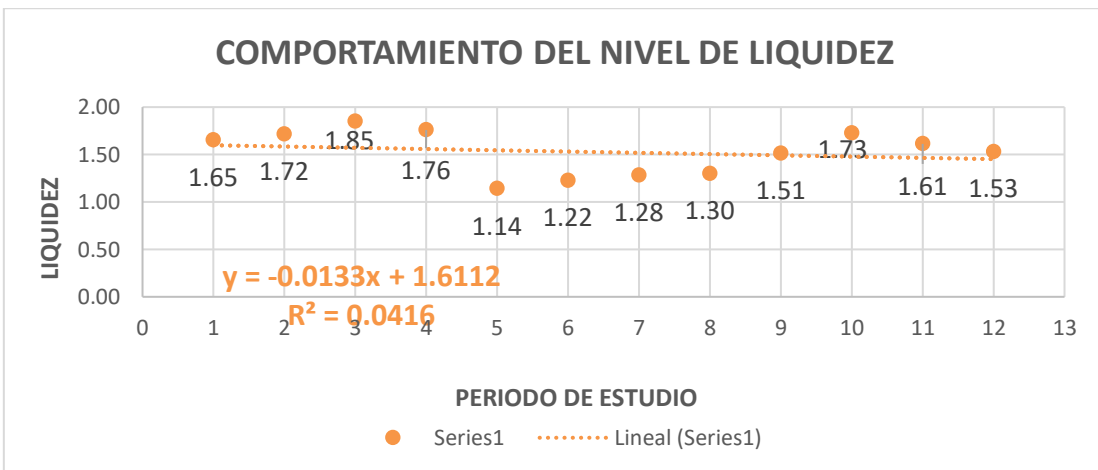 COMPORTAMIENTO DEL NIVEL DE LIQUIDEZ
LIQUIDEZ
2.00
1.50
1.00
0.50
0.00
1.65
1.72
1.85
1.76
1.14
1.22
1.28
1.30
1.51
1.73
1.61
1.53
y = -0.0133x + 1.6112
R² = 0.0416
0 1 2 3 4 5 6 7 8 9 10 11 12 13
PERIODO DE ESTUDIO
Series1 Lineal (Series1)